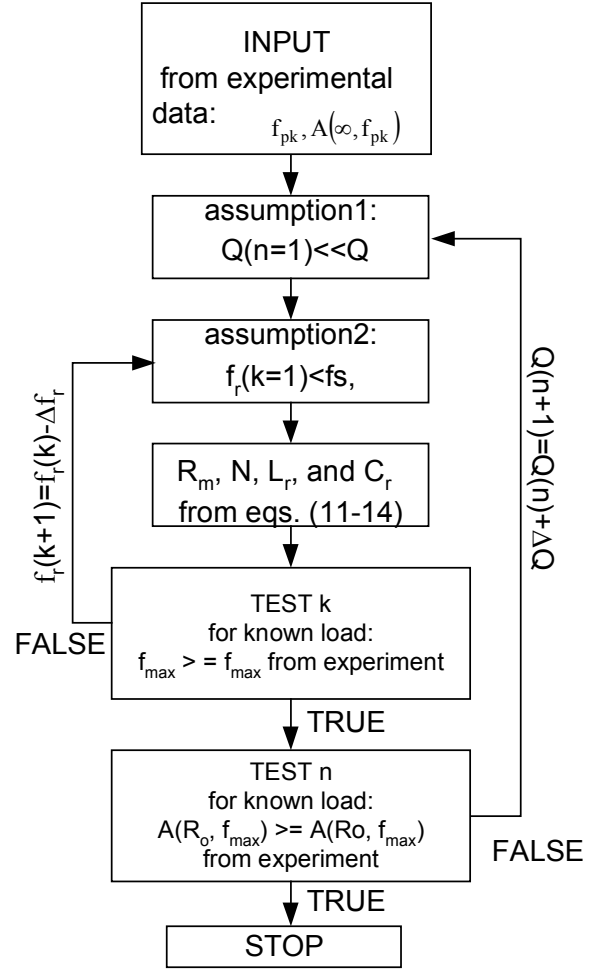 INPUT
from experimental
data: f_pk, A(∞, f_pk)
assumption1:
Q(n=1)<<Q
assumption2:
f_r(k=1)<fs,
R_m, N, L_r, and C_r
from eqs. (11-14)
f_r(k+1)=f_r(k)-Δf_r
TEST k
for known load:
f_max > = f_max from experiment
FALSE
TRUE
TEST n
for known load:
A(R_o, f_max) >= A(Ro, f_max)
from experiment
Q(n+1)=Q(n)+ΔQ
FALSE
TRUE
STOP